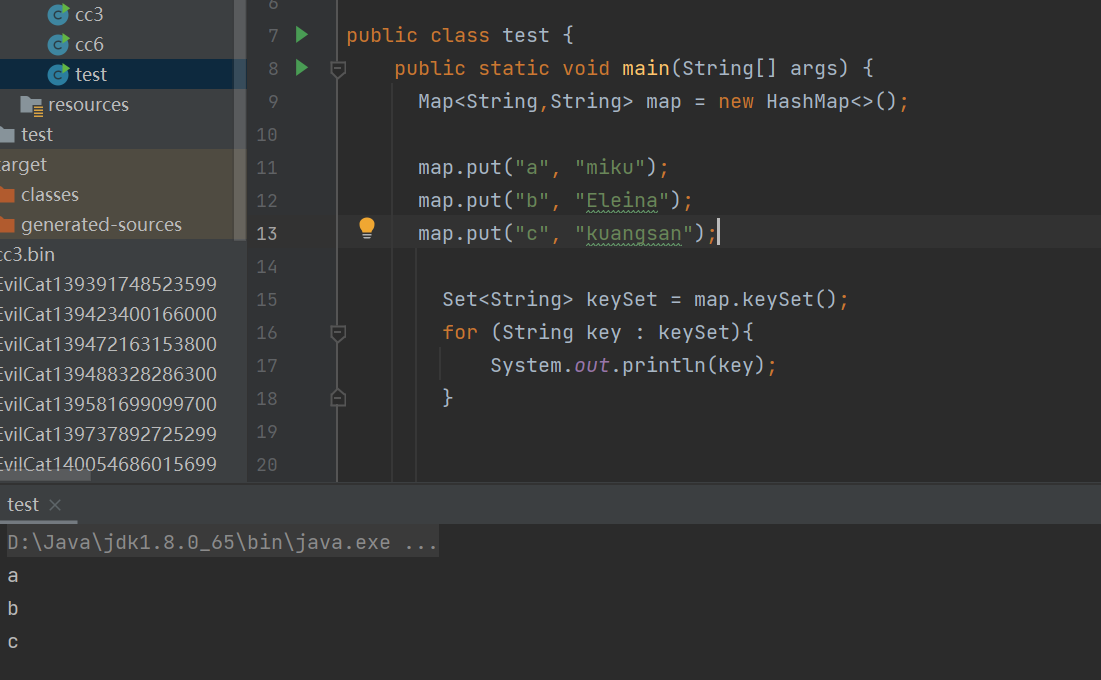 cc3
cc6
test
resources
test
target
classes
generated-sources
cc3.bin
EvilCat139391748523599
EvilCat139423400166000
EvilCat139472163153800
EvilCat139488328286300
EvilCat139581699099700
EvilCat139737892725299
EvilCat140054686015699
6
7 public class test {
8 public static void main(String[] args) {
9 Map<String,String> map = new HashMap<>();
10
11 map.put("a", "miku");
12 map.put("b", "Eleina");
13 map.put("c", "kuangsan");
14
15 Set<String> keySet = map.keySet();
16 for (String key : keySet){
17 System.out.println(key);
18 }
19
20
test
D:\Java\jdk1.8.0_65\bin\java.exe ...
a
b
c